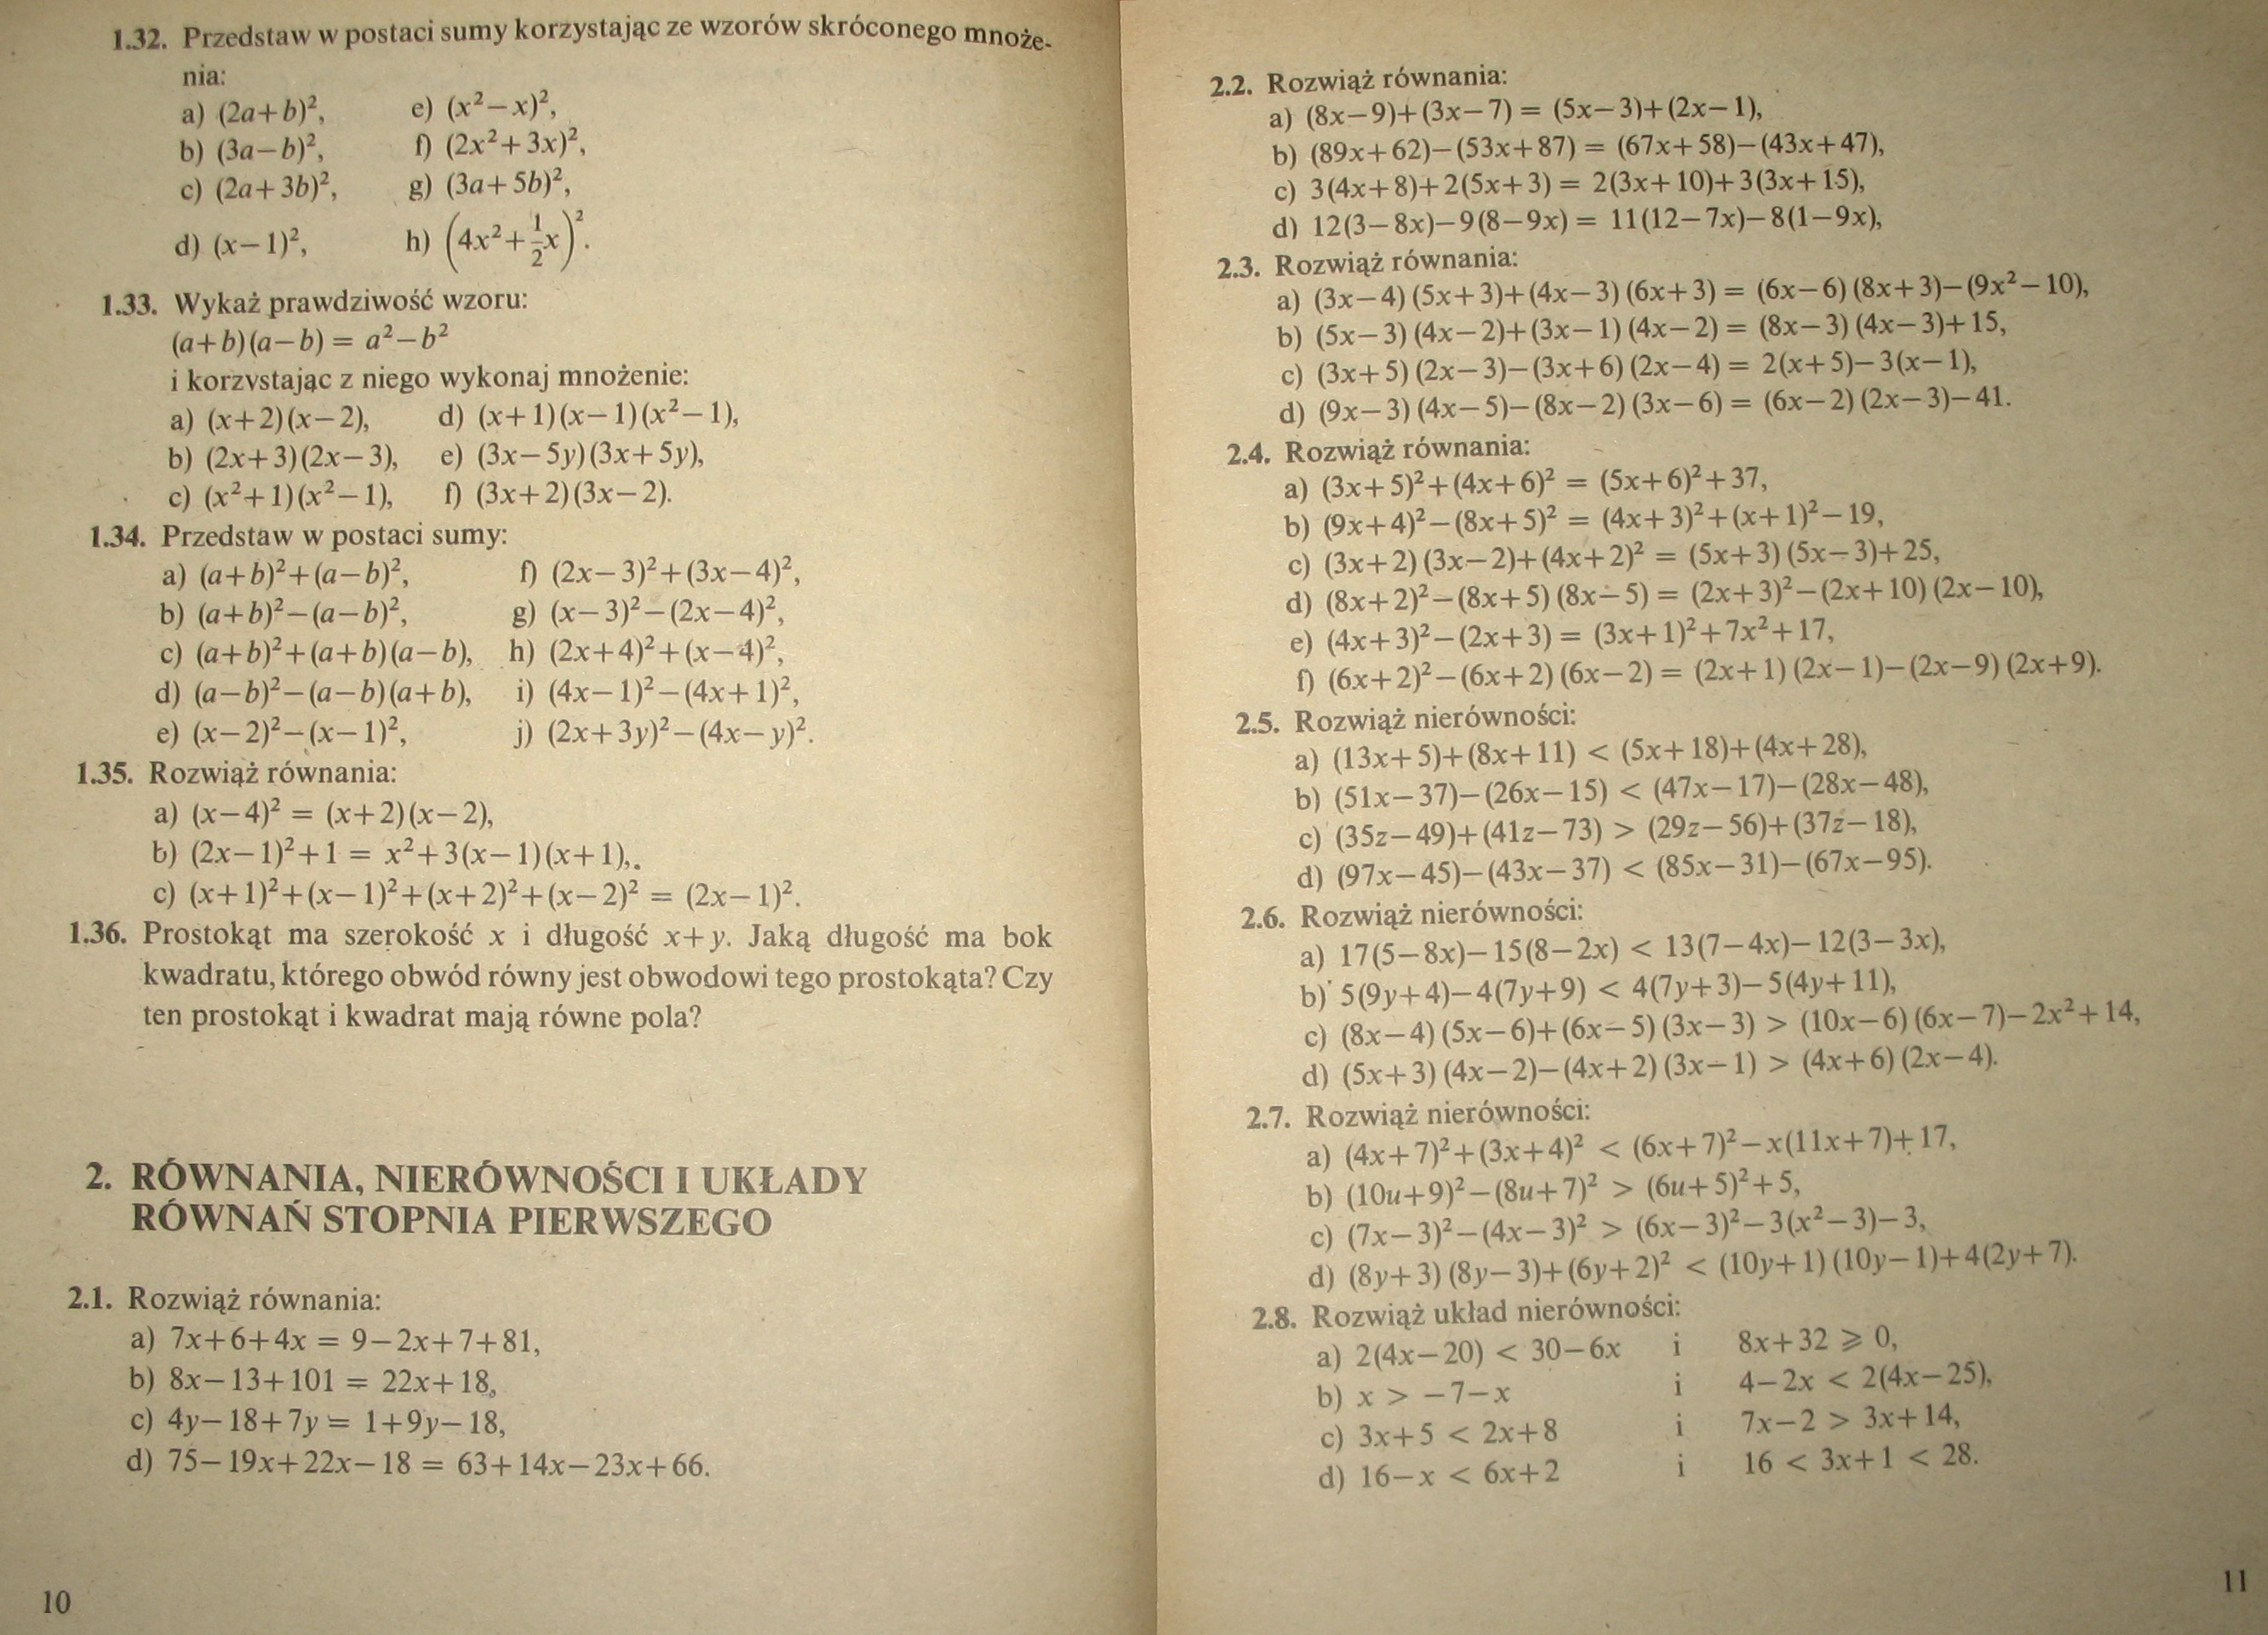 1.32. Przedstaw w postaci sumy korzystając ze wzorów skróconego mnoże-
nia:
a) (2a+b)², e) (x²−x)²,
b) (3a−b)², f) (2x²+3x)²,
c) (2a+3b)², g) (3a+5b)²,
d) (x−1)², h) (4x²+½x)².
1.33. Wykaż prawdziwość wzoru:
(a+b)(a−b) = a²−b²
i korzystając z niego wykonaj mnożenie:
a) (x+2)(x−2), d) (x+1)(x−1)(x²−1),
b) (2x+3)(2x−3), e) (3x−5y)(3x+5y),
c) (x²+1)(x²−1), f) (3x+2)(3x−2).
1.34. Przedstaw w postaci sumy:
a) (a+b)²+(a−b)², f) (2x−3)²+(3x−4)²,
b) (a+b)²−(a−b)², g) (x−3)²−(2x−4)²,
c) (a+b)²+(a+b)(a−b), h) (2x+4)²+(x−4)²,
d) (a−b)²−(a−b)(a+b), i) (4x−1)²−(4x+1)²,
e) (x−2)²−(x−1)², j) (2x+3y)²−(4x−y)².
1.35. Rozwiąż równania:
a) (x−4)² = (x+2)(x−2),
b) (2x−1)²+1 = x²+3(x−1)(x+1),.
c) (x+1)²+(x−1)²+(x+2)²+(x−2)² = (2x−1)².
1.36. Prostokąt ma szerokość x i długość x+y. Jaką długość ma bok
kwadratu, którego obwód równy jest obwodowi tego prostokąta? Czy
ten prostokąt i kwadrat mają równe pola?
2. RÓWNANIA, NIERÓWNOŚCI I UKŁADY
RÓWNAŃ STOPNIA PIERWSZEGO
2.1. Rozwiąż równania:
a) 7x+6+4x = 9−2x+7+81,
b) 8x−13+101 = 22x+18,
c) 4y−18+7y = 1+9y−18,
d) 75−19x+22x−18 = 63+14x−23x+66.
10
2.2. Rozwiąż równania:
a) (8x−9)+(3x−7) = (5x−3)+(2x−1),
b) (89x+62)−(53x+87) = (67x+58)−(43x+47),
c) 3(4x+8)+2(5x+3) = 2(3x+10)+3(3x+15),
d) 12(3−8x)−9(8−9x) = 11(12−7x)−8(1−9x),
2.3. Rozwiąż równania:
a) (3x−4)(5x+3)+(4x−3)(6x+3) = (6x−6)(8x+3)−(9x²−10),
b) (5x−3)(4x−2)+(3x−1)(4x−2) = (8x−3)(4x−3)+15,
c) (3x+5)(2x−3)−(3x+6)(2x−4) = 2(x+5)−3(x−1),
d) (9x−3)(4x−5)−(8x−2)(3x−6) = (6x−2)(2x−3)−41.
2.4. Rozwiąż równania:
a) (3x+5)²+(4x+6)² = (5x+6)²+37,
b) (9x+4)²−(8x+5)² = (4x+3)²+(x+1)²−19,
c) (3x+2)(3x−2)+(4x+2)² = (5x+3)(5x−3)+25,
d) (8x+2)²−(8x+5)(8x−5) = (2x+3)²−(2x+10)(2x−10),
e) (4x+3)²−(2x+3) = (3x+1)²+7x²+17,
f) (6x+2)²−(6x+2)(6x−2) = (2x+1)(2x−1)−(2x−9)(2x+9).
2.5. Rozwiąż nierówności:
a) (13x+5)+(8x+11) < (5x+18)+(4x+28),
b) (51x−37)−(26x−15) < (47x−17)−(28x−48),
c) (35z−49)+(41z−73) > (29z−56)+(37z−18),
d) (97x−45)−(43x−37) < (85x−31)−(67x−95).
2.6. Rozwiąż nierówności:
a) 17(5−8x)−15(8−2x) < 13(7−4x)−12(3−3x),
b) 5(9y+4)−4(7y+9) < 4(7y+3)−5(4y+11),
c) (8x−4)(5x−6)+(6x−5)(3x−3) > (10x−6)(6x−7)−2x²+14,
d) (5x+3)(4x−2)−(4x+2)(3x−1) > (4x+6)(2x−4).
2.7. Rozwiąż nierówności:
a) (4x+7)²+(3x+4)² < (6x+7)²−x(11x+7)+17,
b) (10u+9)²−(8u+7)² > (6u+5)²+5,
c) (7x−3)²−(4x−3)² > (6x−3)²−3(x²−3)−3,
d) (8y+3)(8y−3)+(6y+2)² < (10y+1)(10y−1)+4(2y+7).
2.8. Rozwiąż układ nierówności:
a) 2(4x−20) < 30−6x i 8x+32 ⩾ 0,
b) x > −7−x i 4−2x < 2(4x−25),
c) 3x+5 < 2x+8 i 7x−2 > 3x+14,
d) 16−x < 6x+2 i 16 < 3x+1 < 28.
11